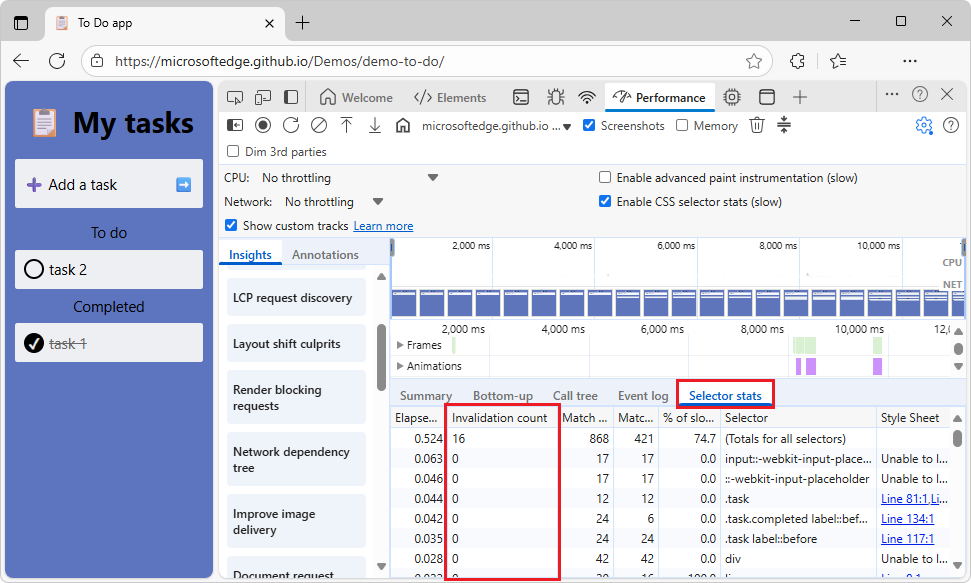 To Do app
https://microsoftedge.github.io/Demos/demo-to-do/
My tasks
Add a task
To do
task 2
Completed
task 1
Welcome
Elements
Performance
microsoftedge.github.io ...
Screenshots
Memory
Dim 3rd parties
CPU: No throttling
Enable advanced paint instrumentation (slow)
Network: No throttling
Enable CSS selector stats (slow)
Show custom tracks Learn more
Insights
Annotations
LCP request discovery
Layout shift culprits
Render blocking
requests
Network dependency
tree
Improve image
delivery
Document request
2,000 ms 4,000 ms 6,000 ms 8,000 ms 10,000 ms
CPU
NET
2,000 ms 4,000 ms 6,000 ms 8,000 ms 10,000 ms 12,
Frames
Animations
Summary Bottom-up Call tree Event log Selector stats
Elapse... Invalidation count Match ... Matc... % of slo... Selector Style Sheet
0.524 16 868 421 74.7 (Totals for all selectors)
0.063 0 17 17 0.0 input::-webkit-input-place... Unable to l...
0.046 0 17 17 0.0 ::-webkit-input-placeholder Unable to l...
0.044 0 12 12 0.0 .task Line 81:1,Li...
0.042 0 24 6 0.0 .task.completed label::bef... Line 134:1
0.035 0 24 24 0.0 .task label::before Line 117:1
0.028 0 42 42 0.0 div Unable to l...